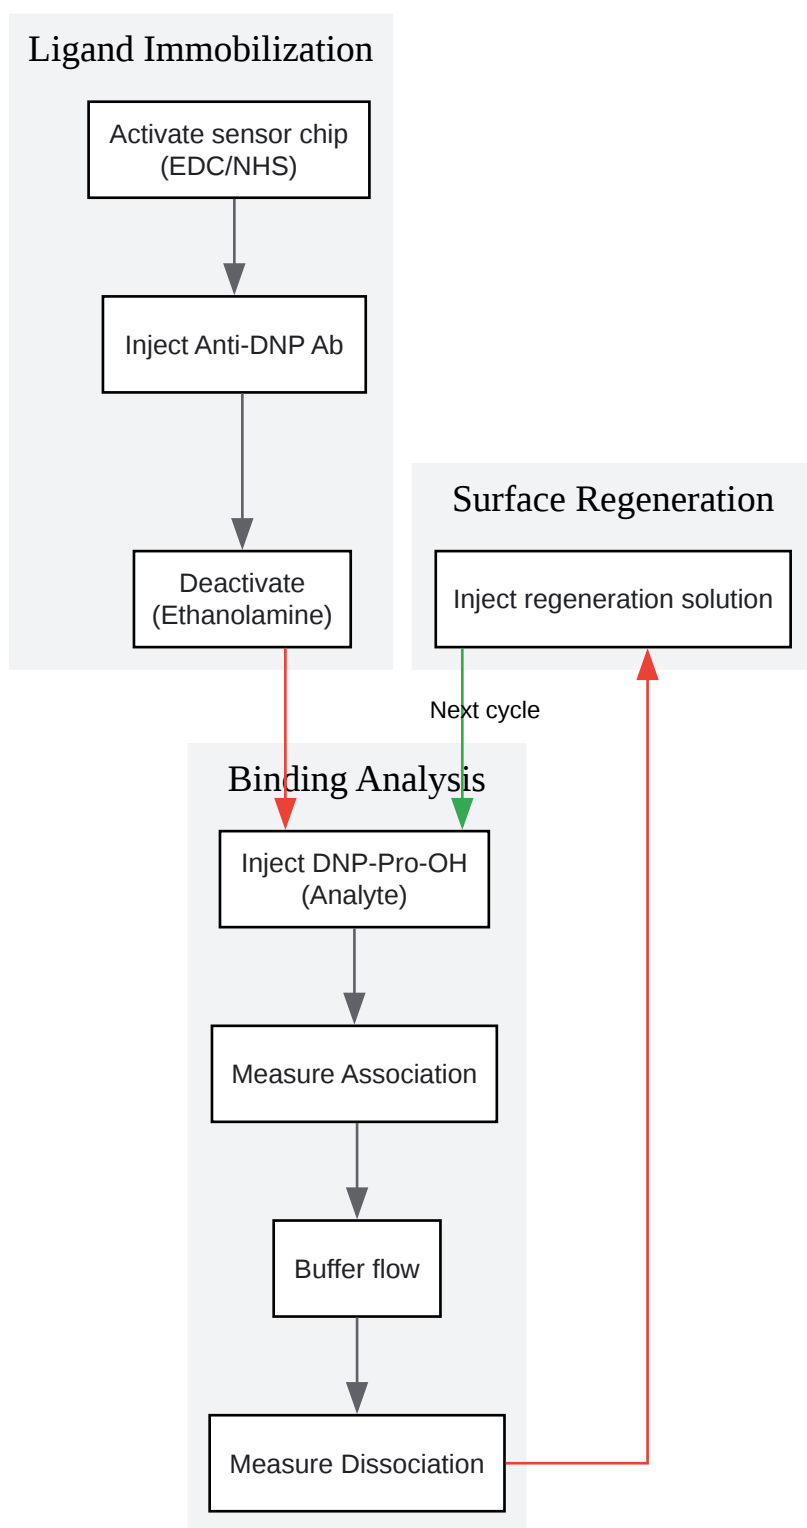 Ligand Immobilization
Activate sensor chip
(EDC/NHS)
Inject Anti-DNP Ab
Deactivate
(Ethanolamine)
Surface Regeneration
Inject regeneration solution
Next cycle
Binding Analysis
Inject DNP-Pro-OH
(Analyte)
Measure Association
Buffer flow
Measure Dissociation